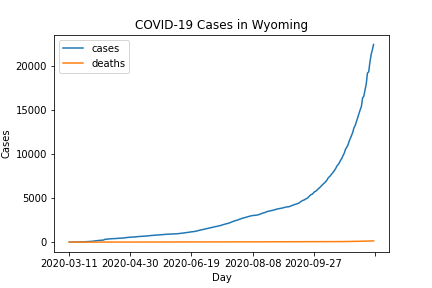 COVID-19 Cases in Wyoming
cases
deaths
20000
15000
10000
5000
0
Cases
2020-03-11 2020-04-30 2020-06-19 2020-08-08 2020-09-27
Day